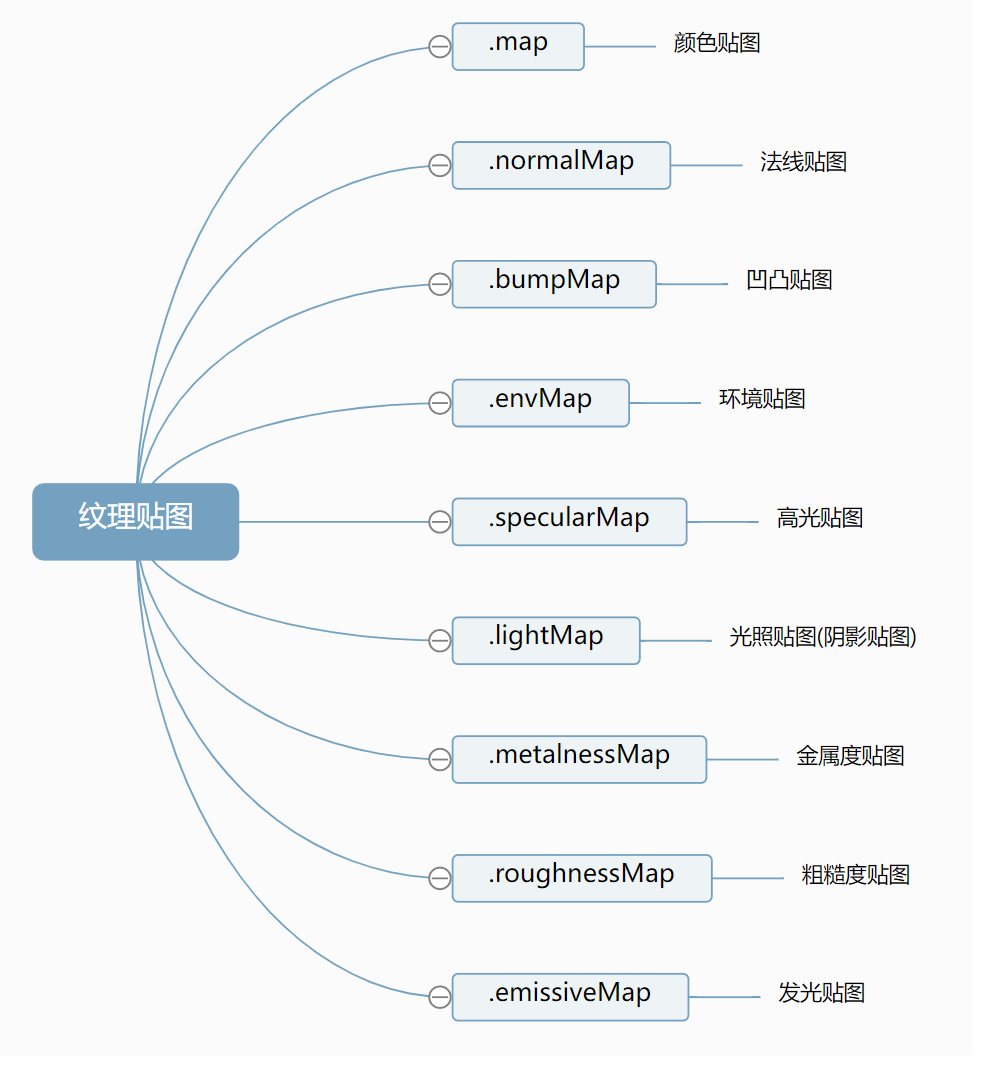 .map
颜色贴图
.normalMap
法线贴图
.bumpMap
凹凸贴图
.envMap
环境贴图
纹理贴图
.specularMap
高光贴图
.lightMap
光照贴图(阴影贴图)
.metalnessMap
金属度贴图
.roughnessMap
粗糙度贴图
.emissiveMap
发光贴图